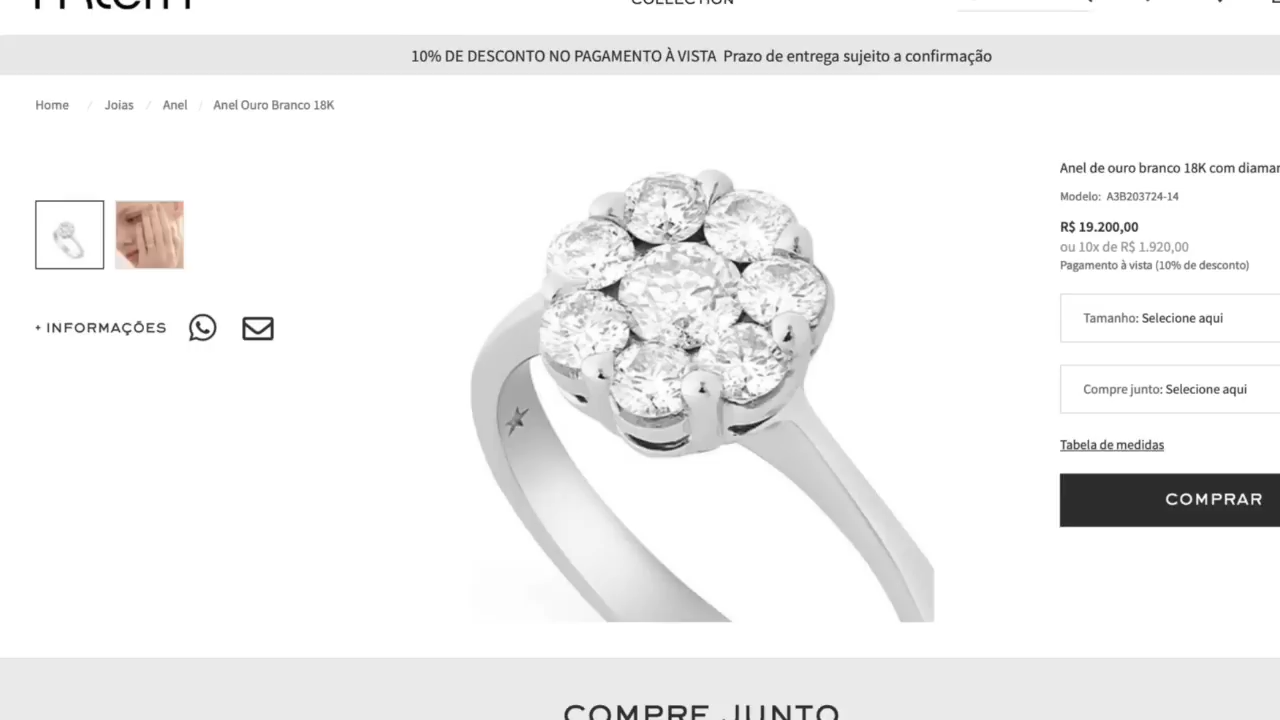 COLLECTION
10% DE DESCONTO NO PAGAMENTO À VISTA Prazo de entrega sujeito a confirmação
Home / Joias / Anel / Anel Ouro Branco 18K
Anel de ouro branco 18K com
Modelo: A3B203724-14
R$ 19.200,00
ou 10x de R$ 1.920,00
Pagamento à vista (10% de desconto)
+ INFORMAÇÕES
Tamanho: Selecione aqui
Compre junto: Selecione aqui
Tabela de medidas
COMPRAR
COMPRE JUNTO